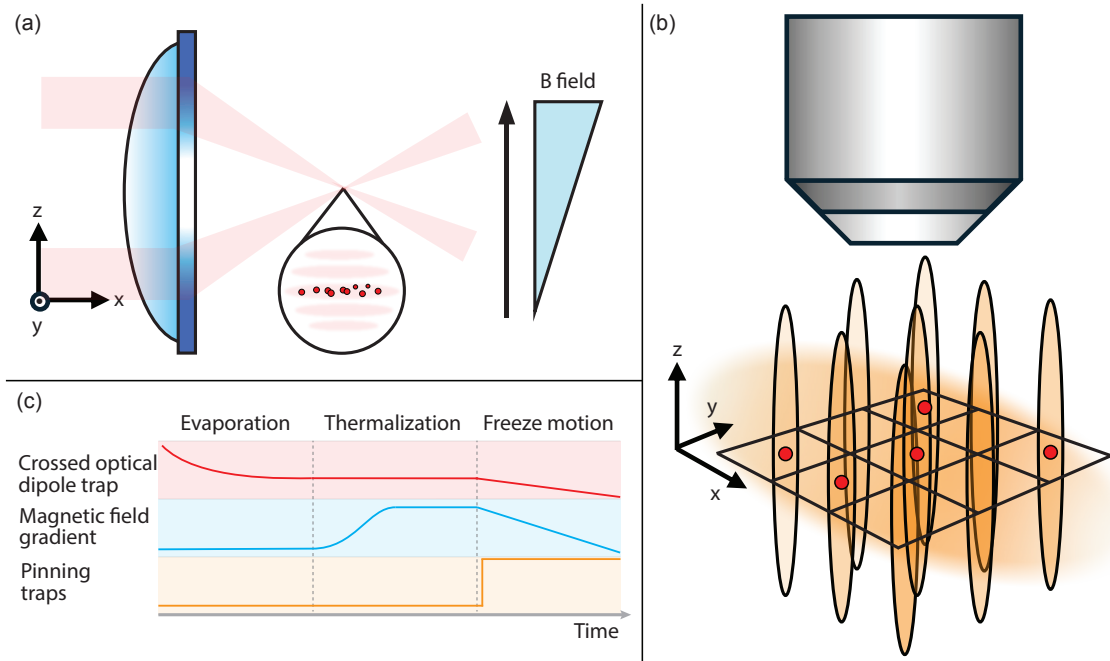 (a)
B field
z
x
y
(b)
z
y
x
(c)
Evaporation
Thermalization
Freeze motion
Crossed optical
dipole trap
Magnetic field
gradient
Pinning
traps
Time